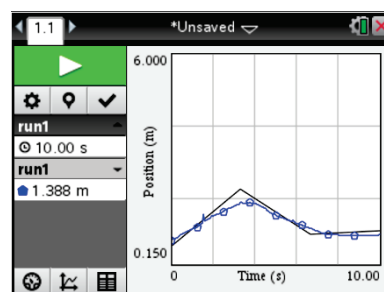 1.1
*Unsaved
run1
10.00 s
run1
1.388 m
6.000
Position (m)
0.150
0
Time (s)
10.00